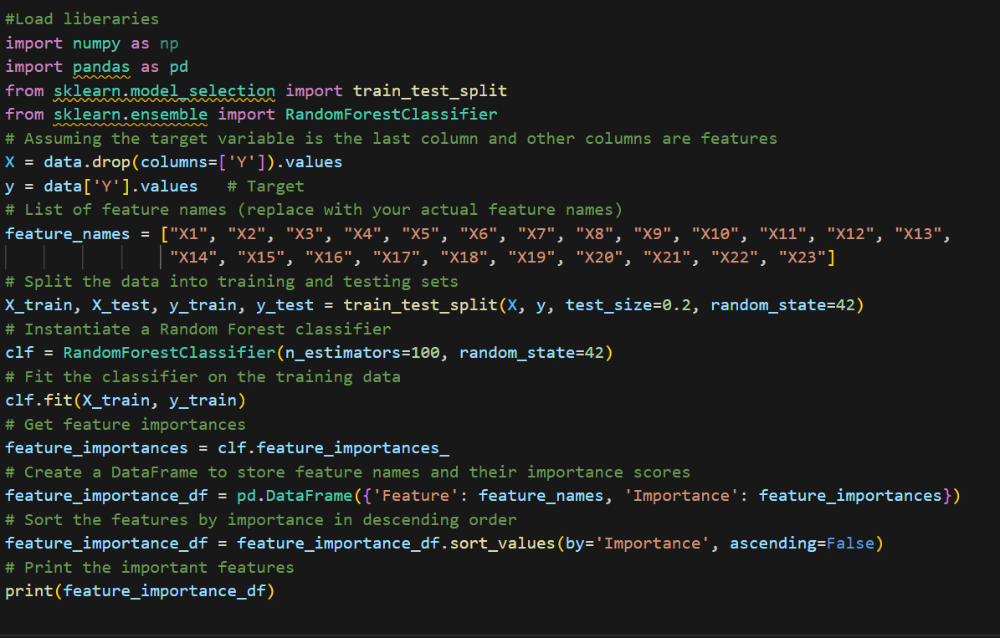 #Load liberaries
import numpy as np
import pandas as pd
from sklearn.model_selection import train_test_split
from sklearn.ensemble import RandomForestClassifier
# Assuming the target variable is the last column and other columns are features
X = data.drop(columns=['Y']).values
y = data['Y'].values   # Target
# List of feature names (replace with your actual feature names)
feature_names = ["X1", "X2", "X3", "X4", "X5", "X6", "X7", "X8", "X9", "X10", "X11", "X12", "X13",
                 "X14", "X15", "X16", "X17", "X18", "X19", "X20", "X21", "X22", "X23"]
# Split the data into training and testing sets
X_train, X_test, y_train, y_test = train_test_split(X, y, test_size=0.2, random_state=42)
# Instantiate a Random Forest classifier
clf = RandomForestClassifier(n_estimators=100, random_state=42)
# Fit the classifier on the training data
clf.fit(X_train, y_train)
# Get feature importances
feature_importances = clf.feature_importances_
# Create a DataFrame to store feature names and their importance scores
feature_importance_df = pd.DataFrame({'Feature': feature_names, 'Importance': feature_importances})
# Sort the features by importance in descending order
feature_importance_df = feature_importance_df.sort_values(by='Importance', ascending=False)
# Print the important features
print(feature_importance_df)